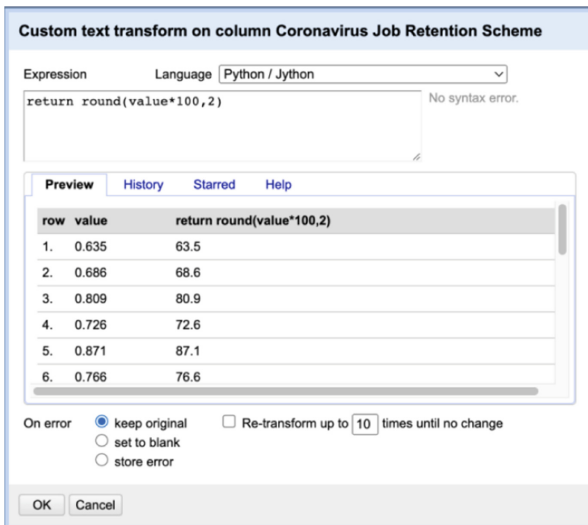 Custom text transform on column Coronavirus Job Retention Scheme
Expression Language Python / Jython
return round(value*100,2) No syntax error.
Preview History Starred Help
row value return round(value*100,2)
1. 0.635 63.5
2. 0.686 68.6
3. 0.809 80.9
4. 0.726 72.6
5. 0.871 87.1
6. 0.766 76.6
On error keep original Re-transform up to 10 times until no change
set to blank
store error
OK Cancel